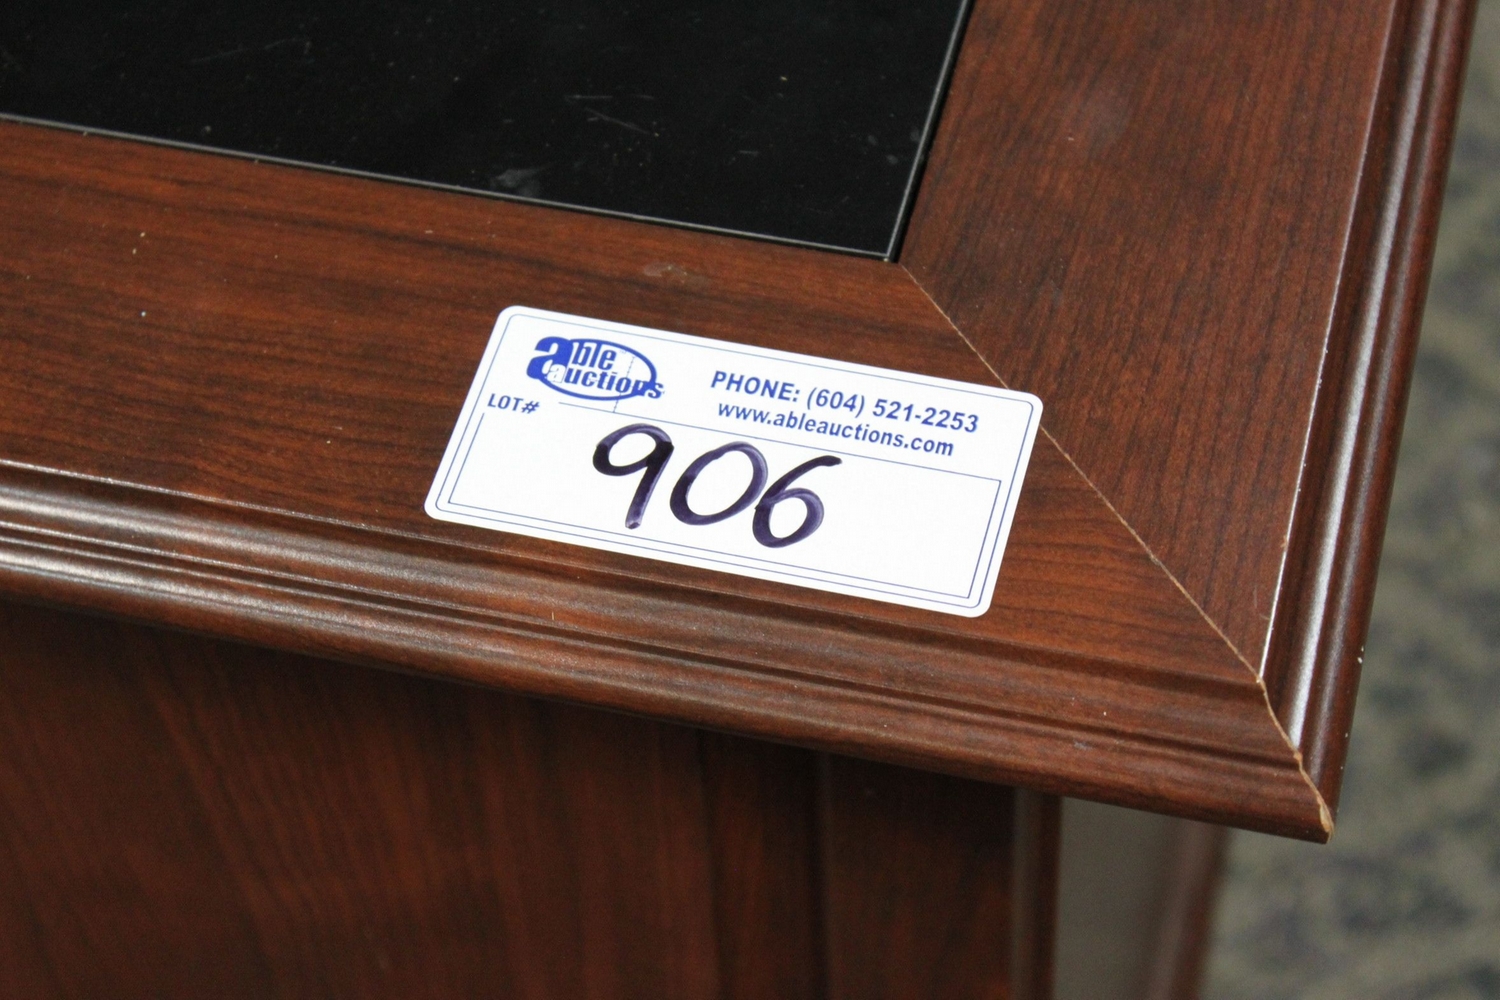 able
auctions
PHONE: (604) 521-2253
www.ableauctions.com
LOT#
906